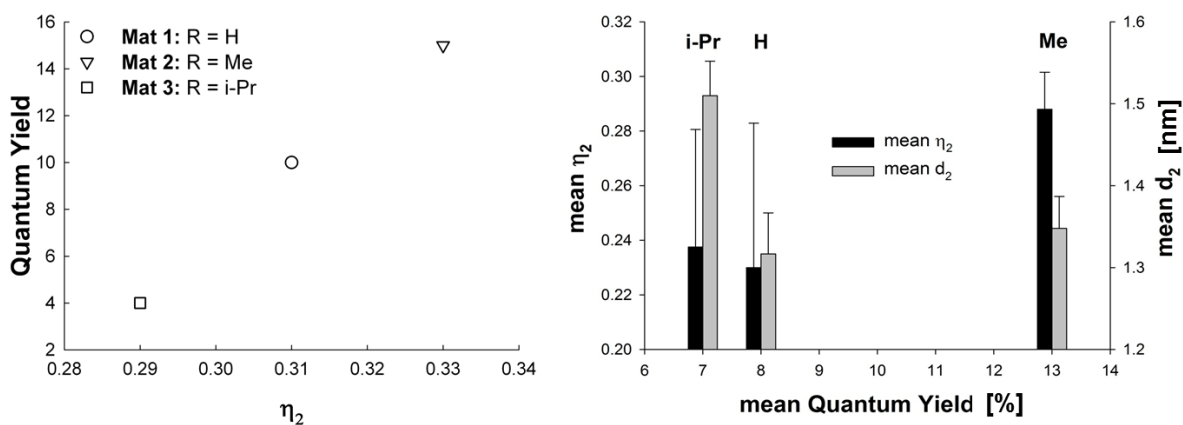 16
14
12
10
8
6
4
2
Quantum Yield
Mat 1: R = H
Mat 2: R = Me
Mat 3: R = i-Pr
0.28 0.29 0.30 0.31 0.32 0.33 0.34
η2
0.32
0.30
0.28
0.26
0.24
0.22
0.20
mean η2
i-Pr H Me
mean η2
mean d2
1.6
1.5
1.4
1.3
1.2
mean d2 [nm]
6 7 8 9 10 11 12 13 14
mean Quantum Yield [%]